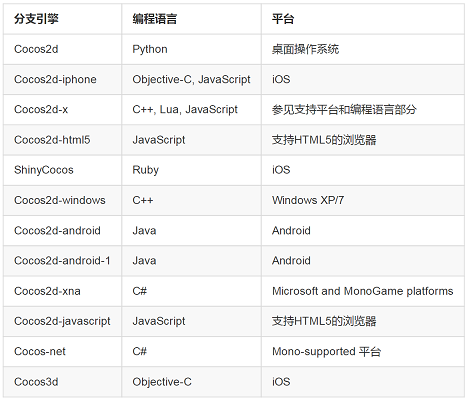 分支引擎 编程语言 平台
Cocos2d Python 桌面操作系统
Cocos2d-iphone Objective-C, JavaScript iOS
Cocos2d-x C++, Lua, JavaScript 参见支持平台和编程语言部分
Cocos2d-html5 JavaScript 支持HTML5的浏览器
ShinyCocos Ruby iOS
Cocos2d-windows C++ Windows XP/7
Cocos2d-android Java Android
Cocos2d-android-1 Java Android
Cocos2d-xna C# Microsoft and MonoGame platforms
Cocos2d-javascript JavaScript 支持HTML5的浏览器
Cocos-net C# Mono-supported 平台
Cocos3d Objective-C iOS